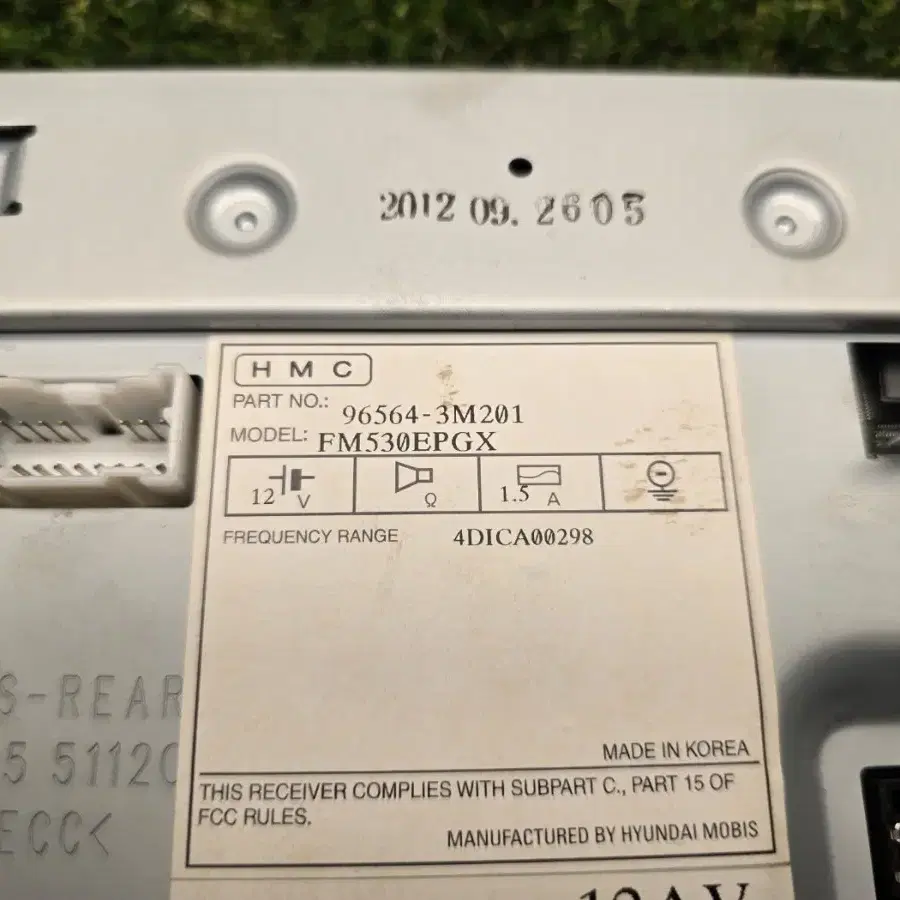 2012 09. 2605
HMC
PART NO.: 96564-3M201
MODEL: FM530EPGX
12 V
Ω
1.5 A
FREQUENCY RANGE 4DICA00298
S-REAR
5 5112
ECC<
MADE IN KOREA
THIS RECEIVER COMPLIES WITH SUBPART C., PART 15 OF
FCC RULES.
MANUFACTURED BY HYUNDAI MOBIS